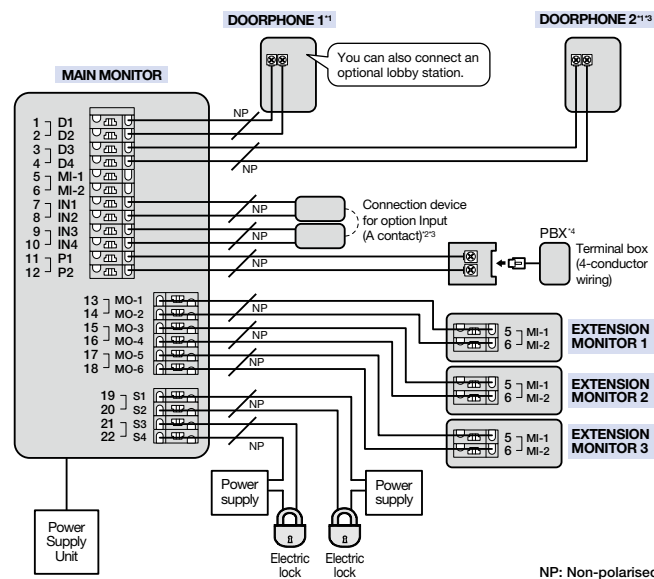 DOORPHONE 1*1
DOORPHONE 2*1*3
You can also connect an
optional lobby station.
MAIN MONITOR
NP
1 D1
2 D2
3 D3
4 D4
NP
5 MI-1
6 MI-2
7 IN1
8 IN2
NP
9 IN3
10 IN4
NP
Connection device
for option Input
(A contact)*2*3
11 P1
12 P2
NP
PBX*4
Terminal box
(4-conductor
wiring)
13 MO-1
14 MO-2
NP
15 MO-3
16 MO-4
NP
17 MO-5
18 MO-6
NP
5 MI-1
6 MI-2
EXTENSION
MONITOR 1
5 MI-1
6 MI-2
EXTENSION
MONITOR 2
5 MI-1
6 MI-2
EXTENSION
MONITOR 3
19 S1
20 S2
NP
21 S3
22 S4
NP
Power
supply
Power
supply
Power
Supply
Unit
Electric
lock
Electric
lock
NP: Non-polarised